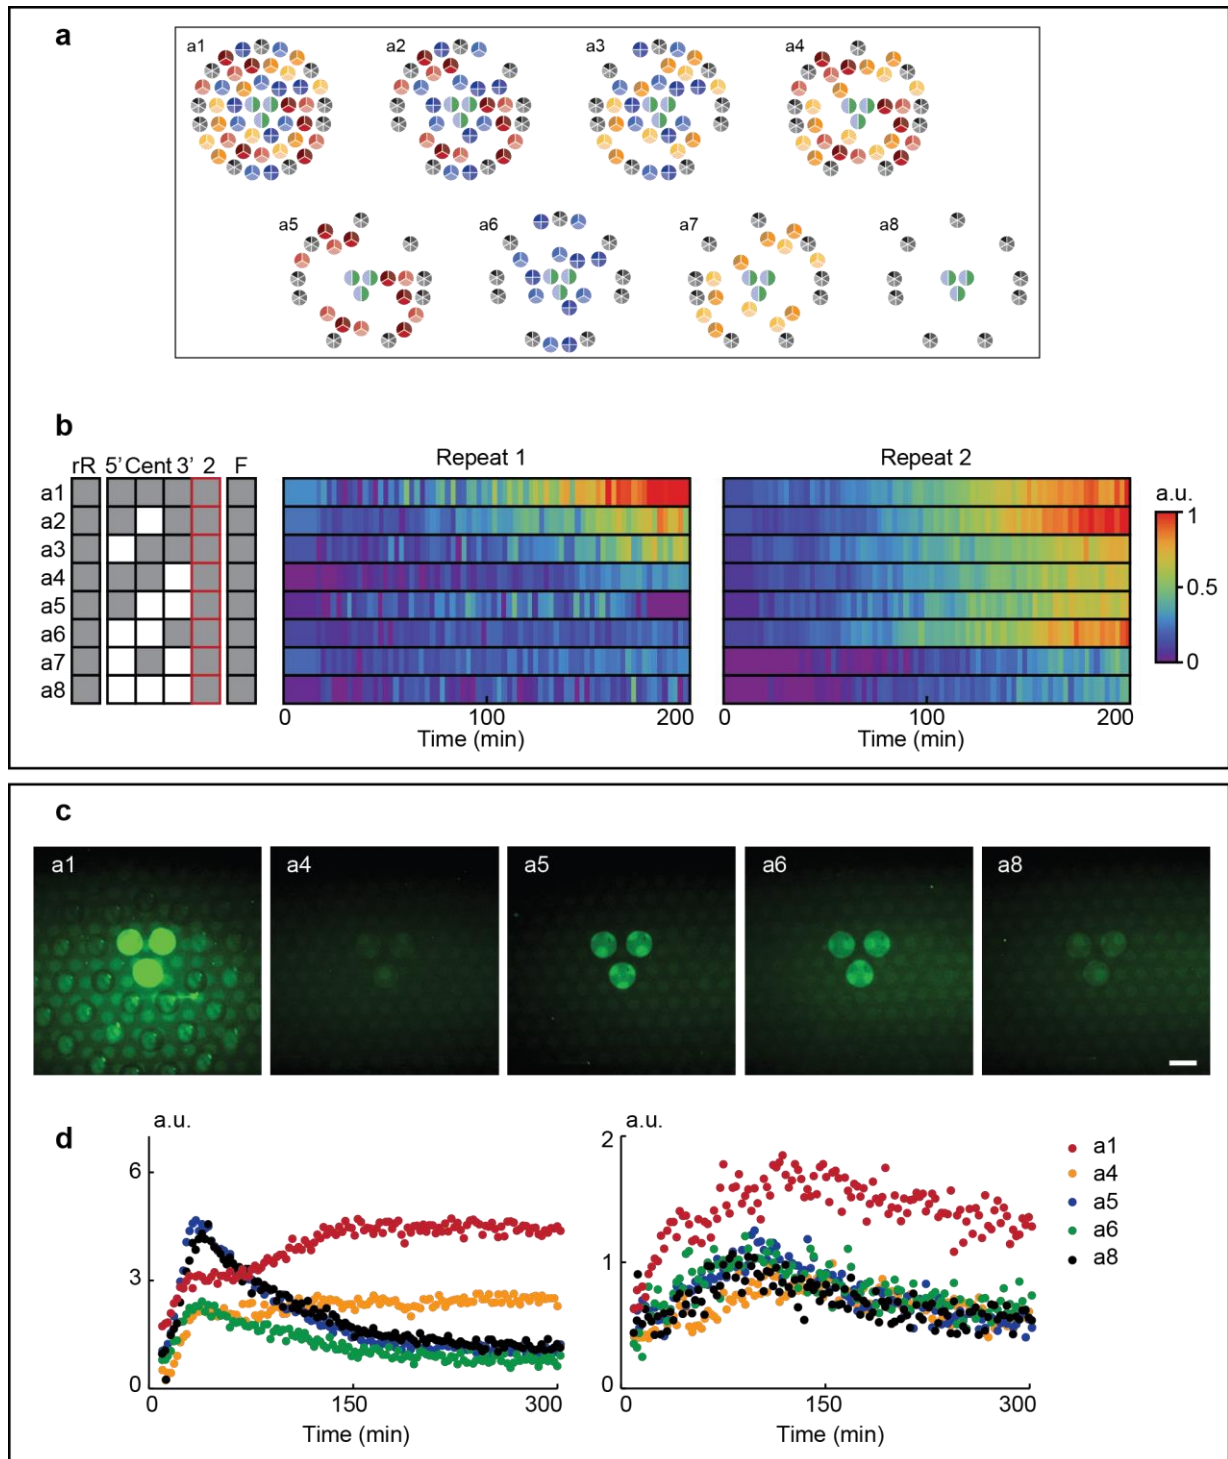 a
a1 a2 a3 a4
a5 a6 a7 a8
b
rR 5’ Cent 3’ 2 F
Repeat 1
Repeat 2
a.u.
a1
a2
a3
a4
a5
a6
a7
a8
1
0.5
0
0 100 200
Time (min)
0 100 200
Time (min)
c
a1 a4 a5 a6 a8
d
a.u.
6
3
0
0 150 300
Time (min)
a.u.
2
1
0
0 150 300
Time (min)
a1
a4
a5
a6
a8